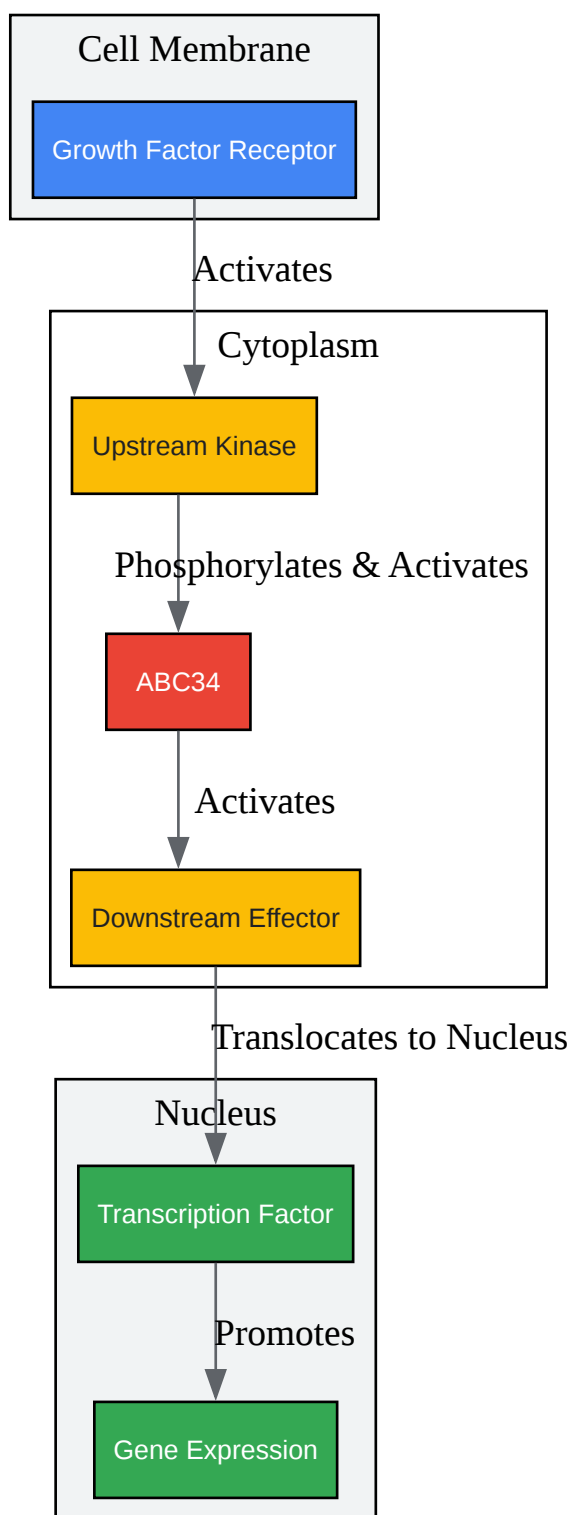 Cell Membrane
Growth Factor Receptor
Activates
Cytoplasm
Upstream Kinase
Phosphorylates & Activates
ABC34
Activates
Downstream Effector
Translocates to Nucleus
Nucleus
Transcription Factor
Promotes
Gene Expression